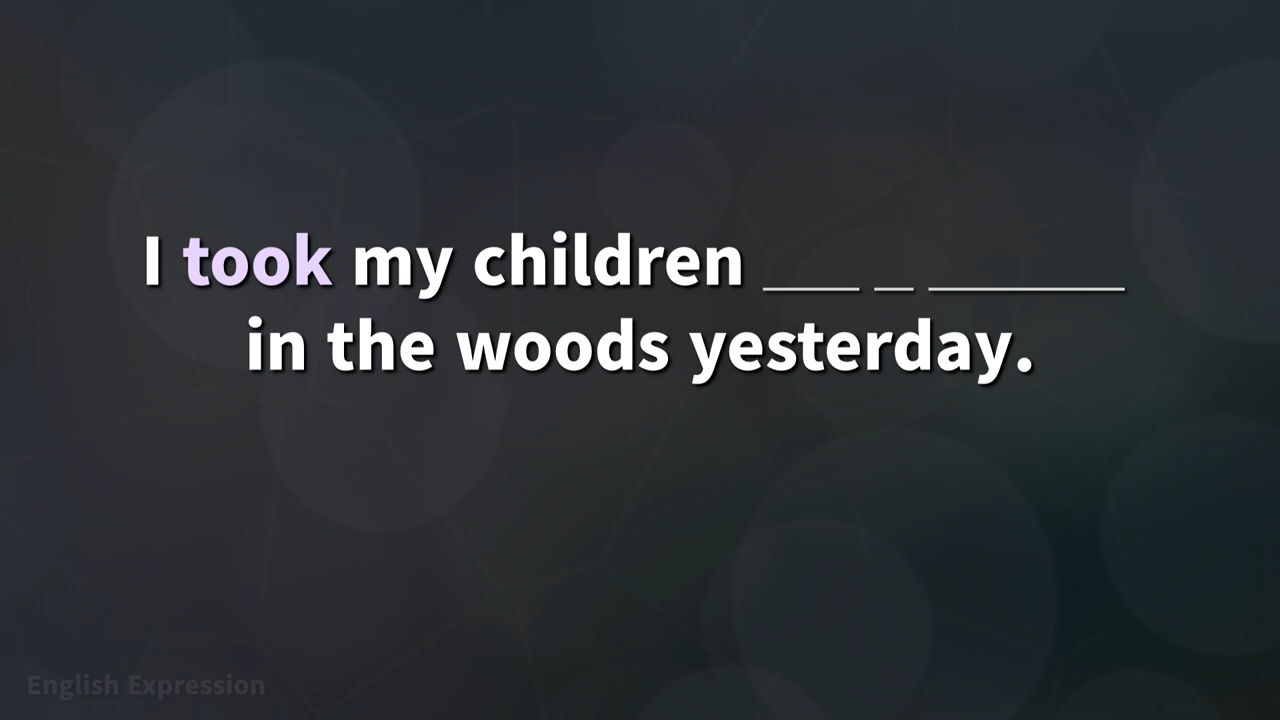 I took my children ___ _ ______
in the woods yesterday.
English Expression